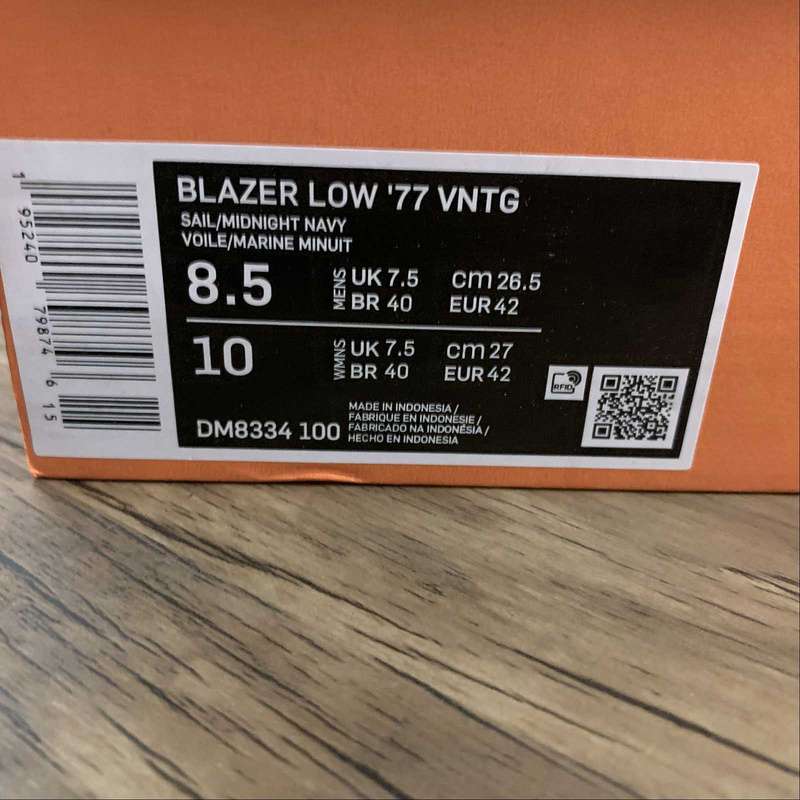 BLAZER LOW '77 VNTG
SAIL/MIDNIGHT NAVY
VOILE/MARINE MINUIT
8.5 MENS UK 7.5 cm 26.5
BR 40 EUR 42
10 WMNS UK 7.5 cm 27
BR 40 EUR 42
DM8334 100
MADE IN INDONESIA /
FABRIQUE EN INDONESIE /
FABRICADO NA INDONÉSIA /
HECHO EN INDONESIA
RFID
1 95240 79874 6 15